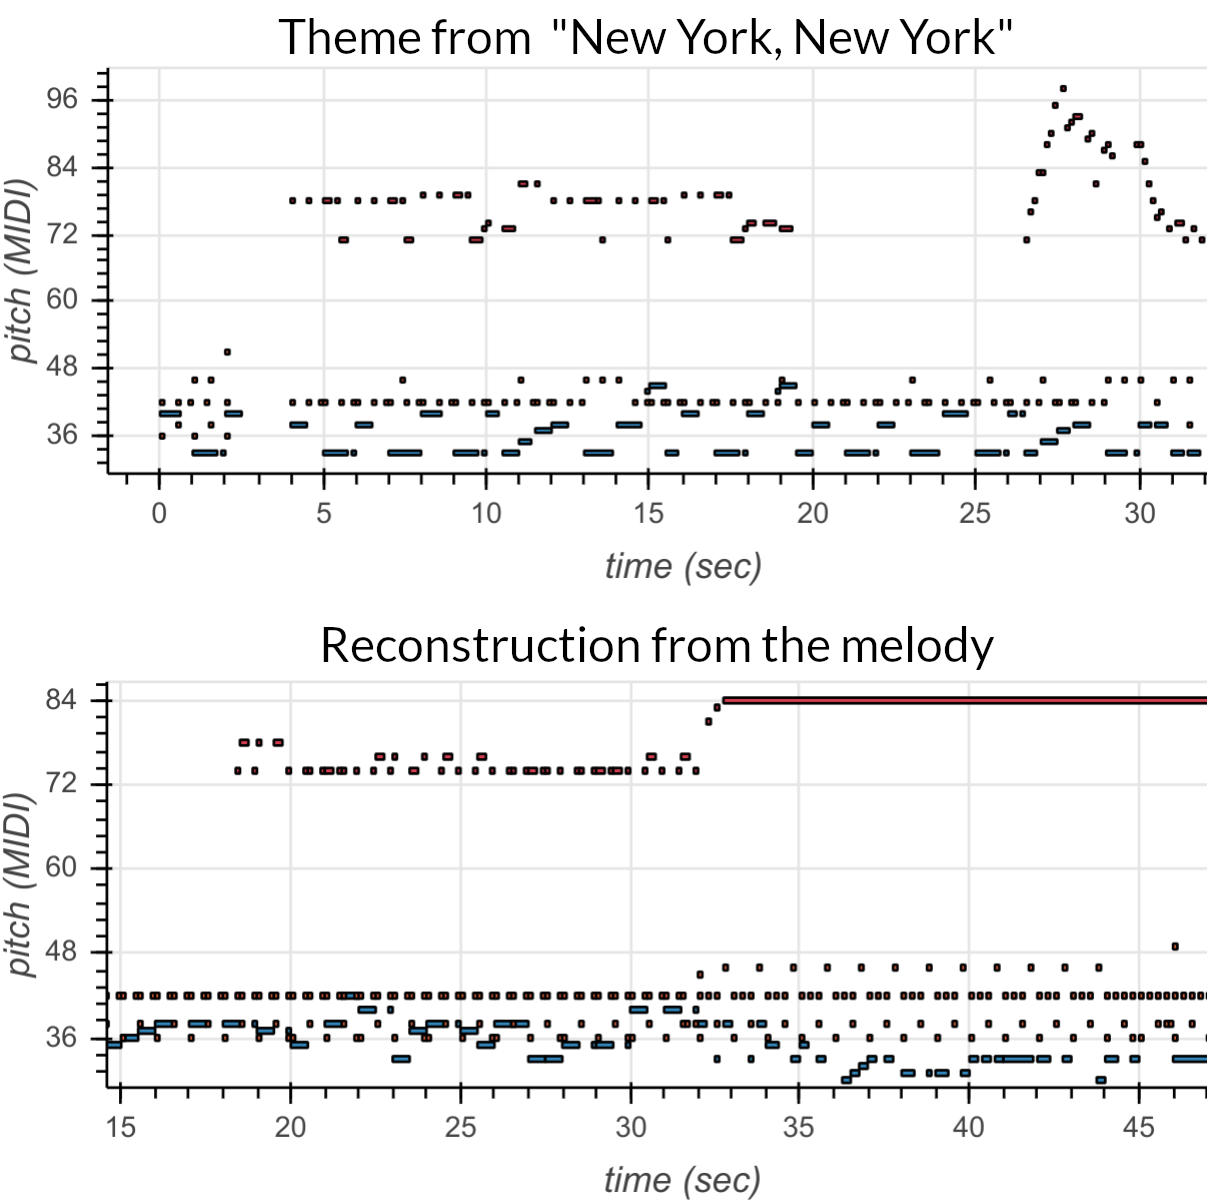 Theme from "New York, New York"
96
84
72
60
48
36
pitch (MIDI)
0 5 10 15 20 25 30
time (sec)
Reconstruction from the melody
84
72
60
48
36
pitch (MIDI)
15 20 25 30 35 40 45
time (sec)